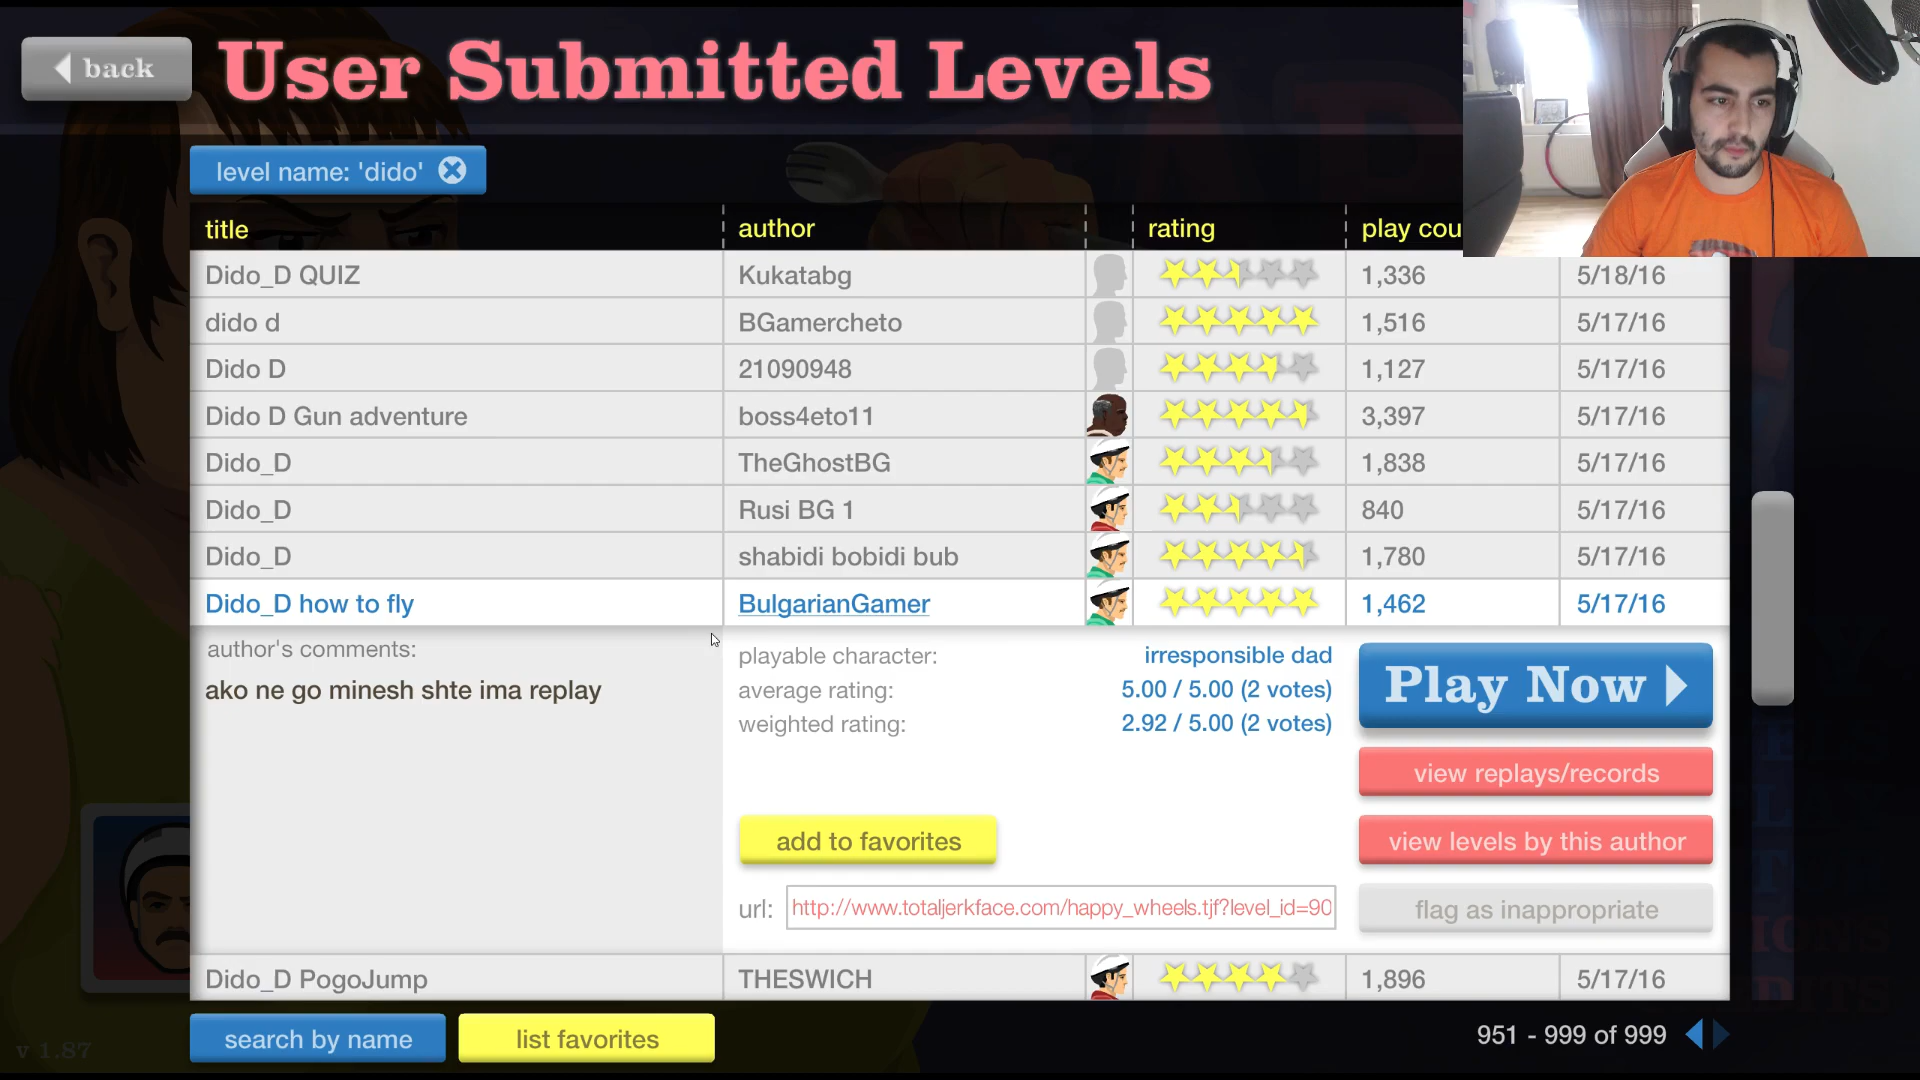 back
User Submitted Levels
level name: 'dido'
title author rating play cou
Dido_D QUIZ Kukatabg 1,336 5/18/16
dido d BGamercheto 1,516 5/17/16
Dido D 21090948 1,127 5/17/16
Dido D Gun adventure boss4eto11 3,397 5/17/16
Dido_D TheGhostBG 1,838 5/17/16
Dido_D Rusi BG 1 840 5/17/16
Dido_D shabidi bobidi bub 1,780 5/17/16
Dido_D how to fly BulgarianGamer 1,462 5/17/16
author's comments:
ako ne go minesh shte ima replay
playable character: irresponsible dad
average rating: 5.00 / 5.00 (2 votes)
weighted rating: 2.92 / 5.00 (2 votes)
Play Now
view replays/records
add to favorites
view levels by this author
url: http://www.totaljerkface.com/happy_wheels.tjf?level_id=90
flag as inappropriate
Dido_D PogoJump THESWICH 1,896 5/17/16
search by name
list favorites
951 - 999 of 999
v 1.87